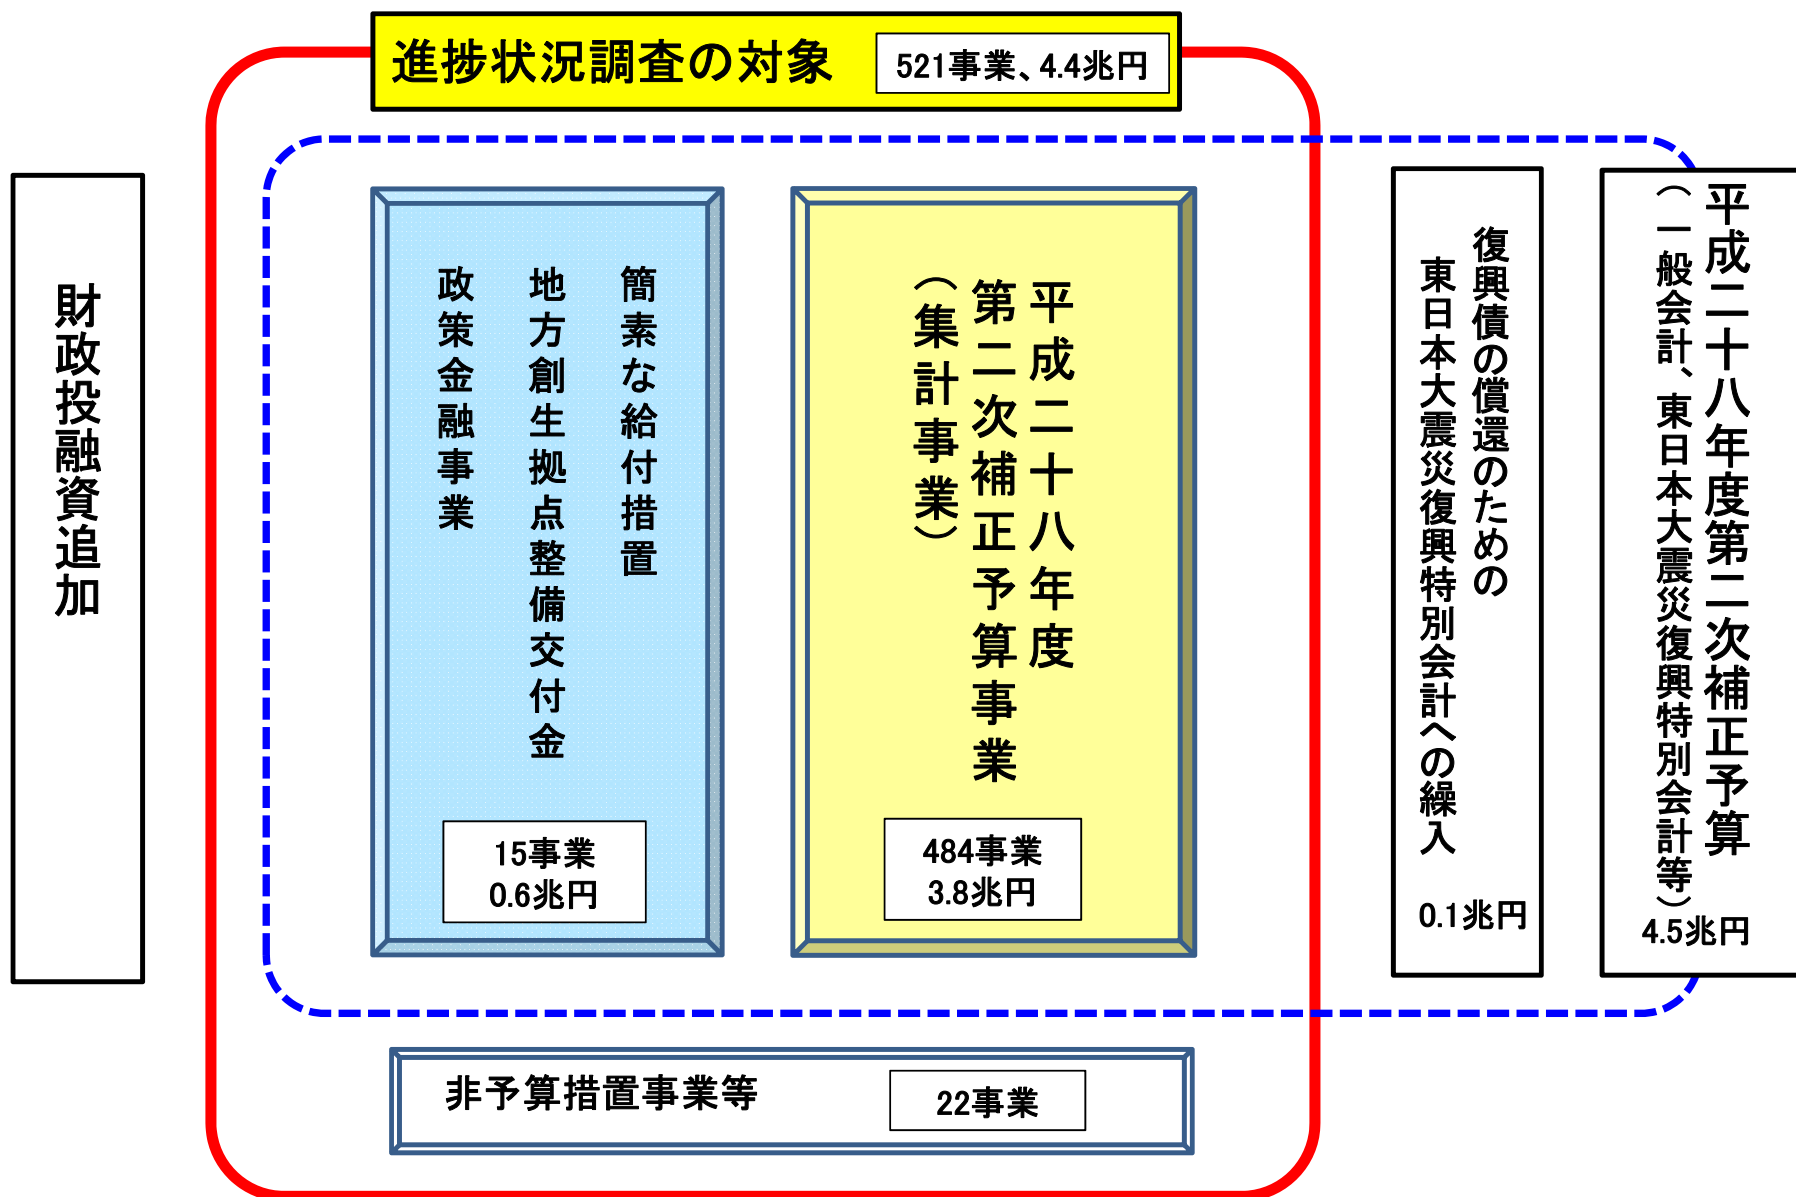 進捗状況調査の対象
521事業、4.4兆円
平成二十八年度第二次補正予算
（一般会計、東日本大震災復興特別会計等）
4.5兆円
復興債の償還のための
東日本大震災復興特別会計への繰入
0.1兆円
平成二十八年度
第二次補正予算事業
（集計事業）
484事業
3.8兆円
簡素な給付措置
地方創生拠点整備交付金
政策金融事業
15事業
0.6兆円
財政投融資追加
非予算措置事業等
22事業